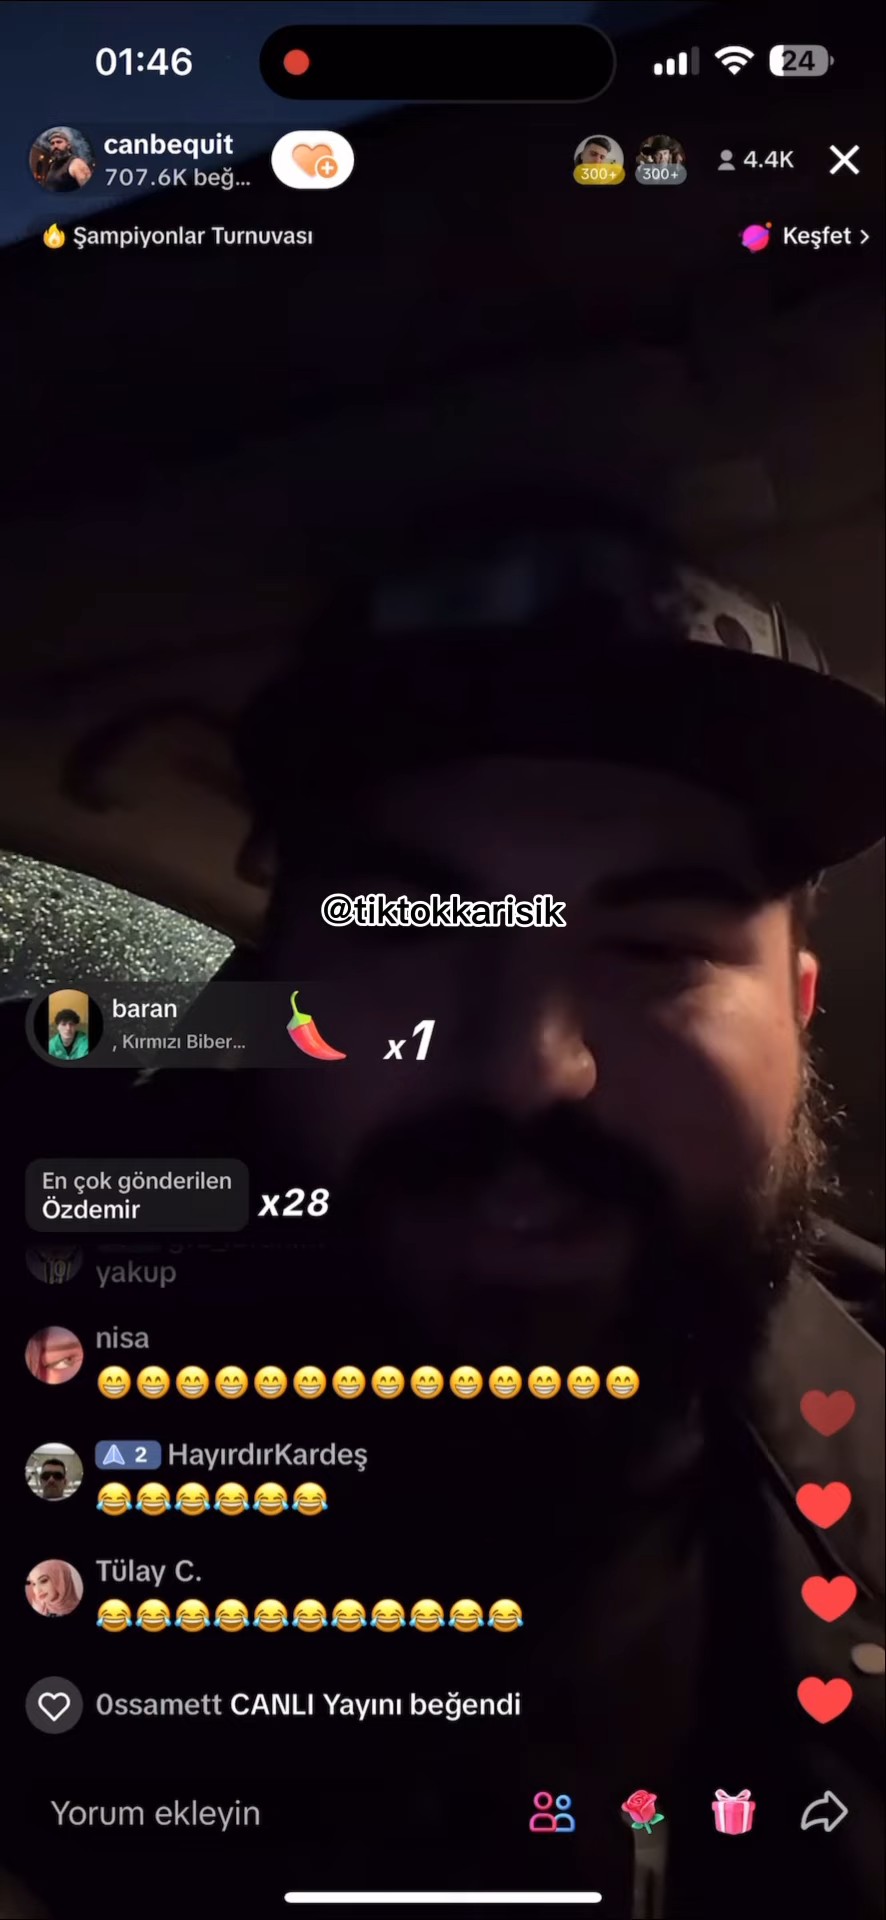 01:46
24
canbequit
707.6K beğ...
300+
300+
4.4K
🔥 Şampiyonlar Turnuvası
Keşfet >
@tiktokkarisik
baran
, Kırmızı Biber...
x1
En çok gönderilen
Özdemir
x28
yakup
nisa
😁😁😁😁😁😁😁😁😁😁😁😁😁😁
2 HayırdırKardeş
😂😂😂😂😂😂
Tülay C.
😂😂😂😂😂😂😂😂😂😂😂
0ssamett CANLI Yayını beğendi
Yorum ekleyin